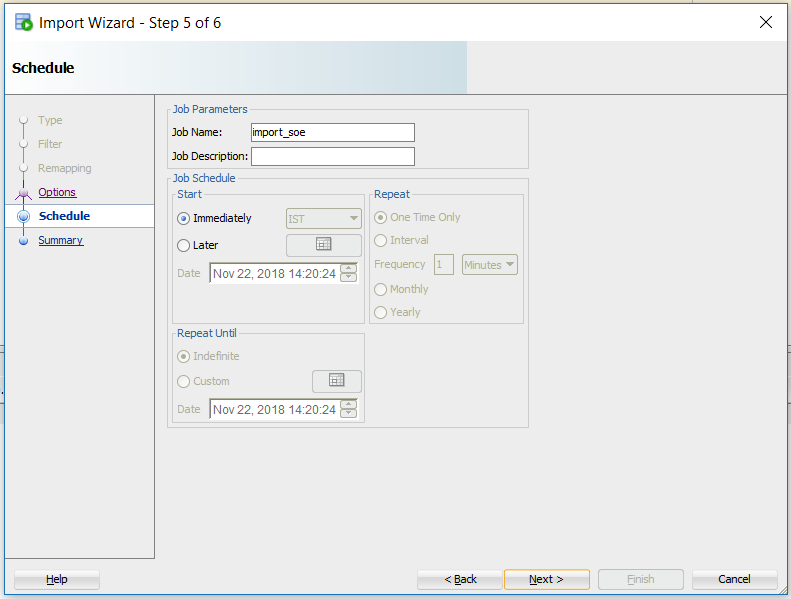 Import Wizard - Step 5 of 6
Schedule
Type
Filter
Remapping
Options
Schedule
Summary
Job Parameters
Job Name: import_soe
Job Description:
Job Schedule
Start
Immediately IST
Later
Date Nov 22, 2018 14:20:24
Repeat
One Time Only
Interval
Frequency 1 Minutes
Monthly
Yearly
Repeat Until
Indefinite
Custom
Date Nov 22, 2018 14:20:24
Help < Back Next > Finish Cancel